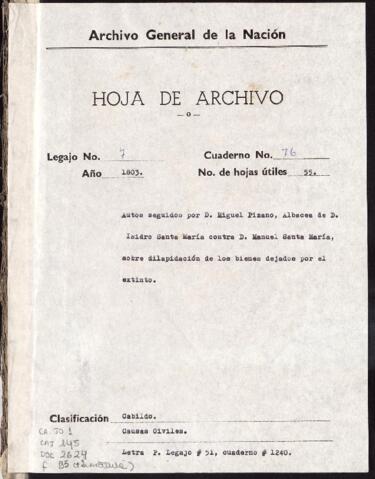 Archivo General de la Nación
HOJA DE ARCHIVO
—o—
Legajo No. 7 Cuaderno No. 76
Año 1803. No. de hojas útiles 55.
Autos seguidos por D. Miguel Pizano, Albacea de D.
Isidro Santa María contra D. Manuel Santa María,
sobre dilapidación de los bienes dejados por el
extinto.
Clasificación Cabildo.
Causas Civiles.
Letra P. Legajo # 51, cuaderno # 1240.
CA. JO 1
CAJ 145
DOC 2624
f